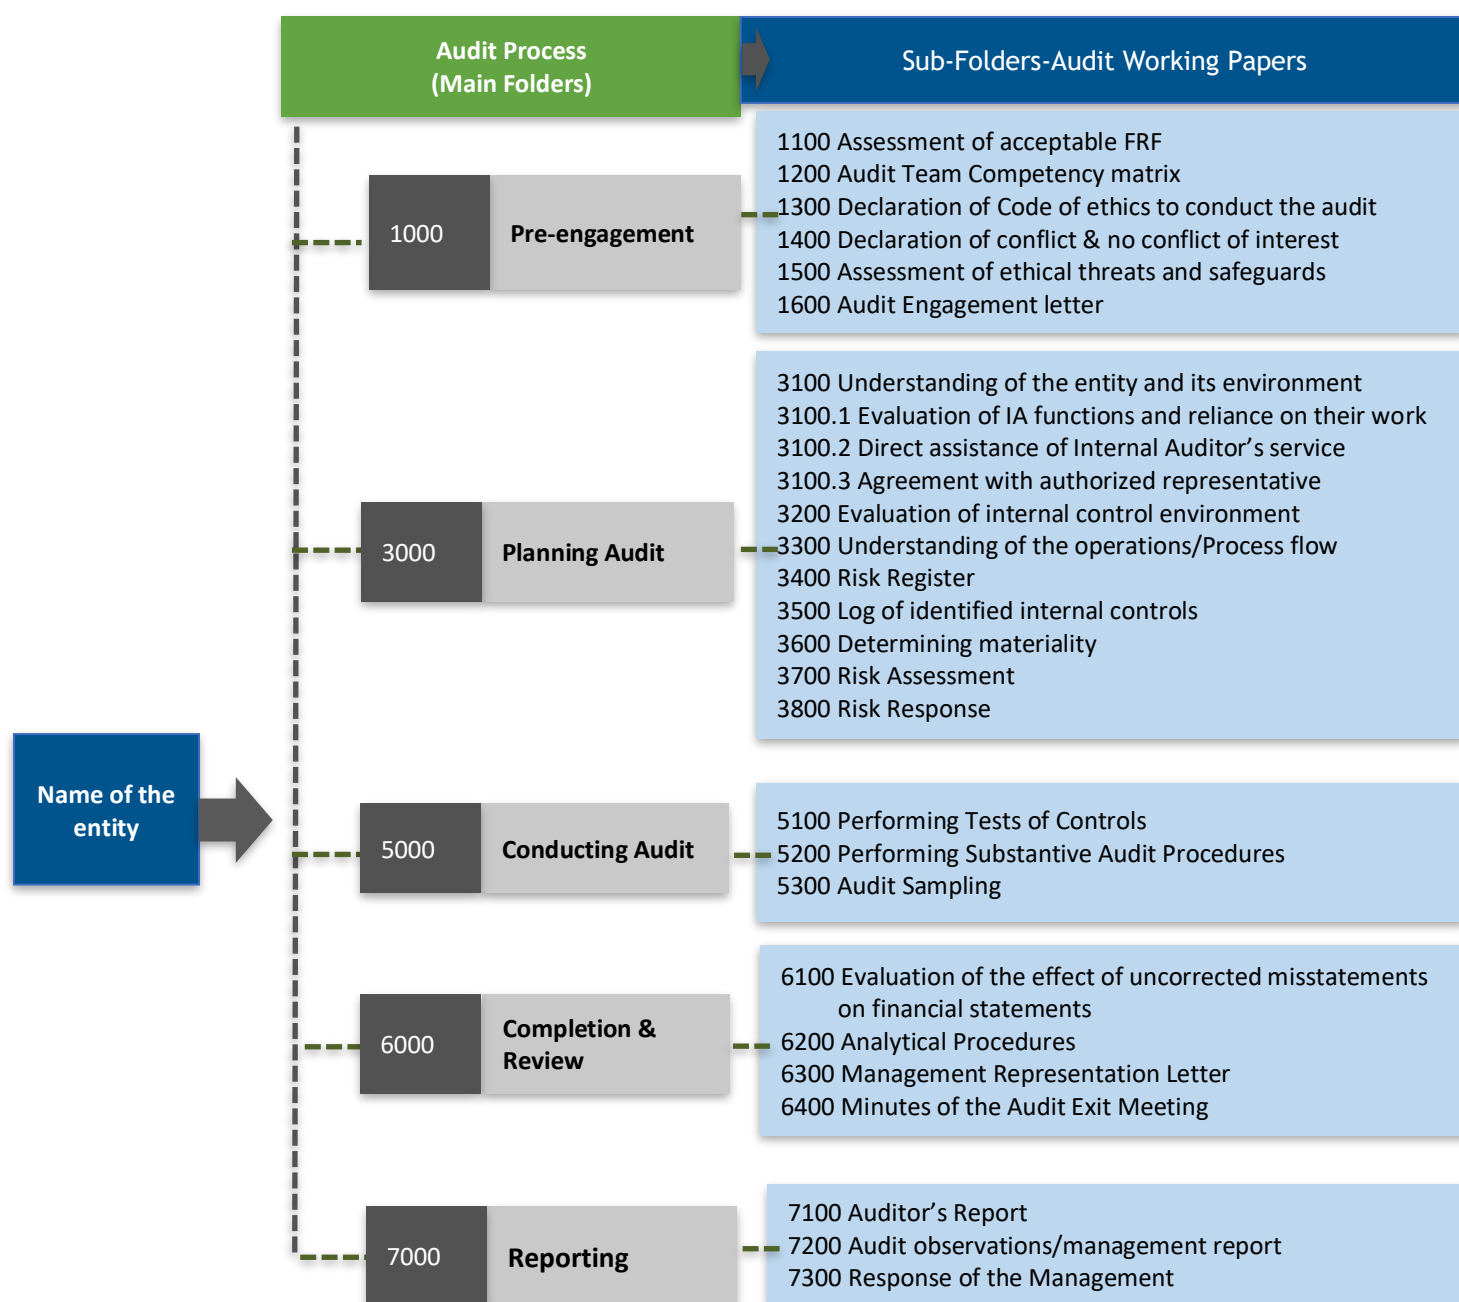 Audit Process
(Main Folders)
Sub-Folders-Audit Working Papers
1000
Pre-engagement
1100 Assessment of acceptable FRF
1200 Audit Team Competency matrix
1300 Declaration of Code of ethics to conduct the audit
1400 Declaration of conflict & no conflict of interest
1500 Assessment of ethical threats and safeguards
1600 Audit Engagement letter
3000
Planning Audit
3100 Understanding of the entity and its environment
3100.1 Evaluation of IA functions and reliance on their work
3100.2 Direct assistance of Internal Auditor’s service
3100.3 Agreement with authorized representative
3200 Evaluation of internal control environment
3300 Understanding of the operations/Process flow
3400 Risk Register
3500 Log of identified internal controls
3600 Determining materiality
3700 Risk Assessment
3800 Risk Response
Name of the
entity
5000
Conducting Audit
5100 Performing Tests of Controls
5200 Performing Substantive Audit Procedures
5300 Audit Sampling
6000
Completion &
Review
6100 Evaluation of the effect of uncorrected misstatements
on financial statements
6200 Analytical Procedures
6300 Management Representation Letter
6400 Minutes of the Audit Exit Meeting
7000
Reporting
7100 Auditor’s Report
7200 Audit observations/management report
7300 Response of the Management